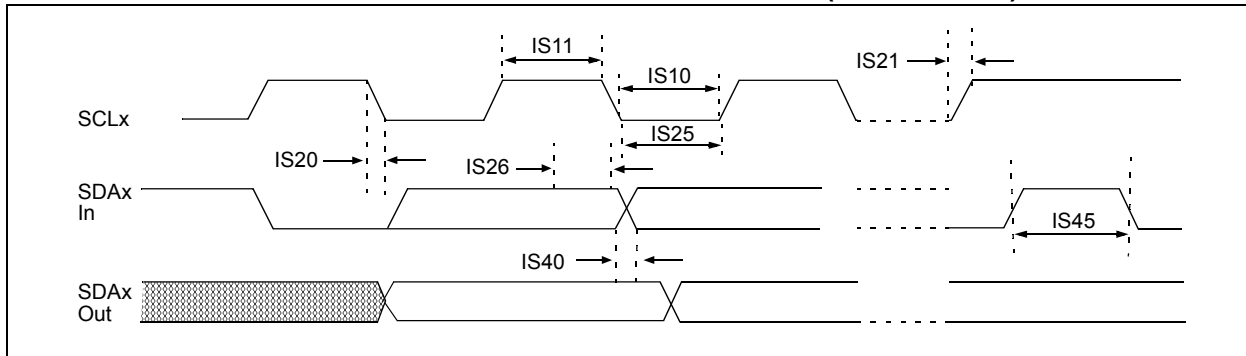 IS11
IS21
IS10
SCLx
IS25
IS20
IS26
SDAx
In
IS45
IS40
SDAx
Out